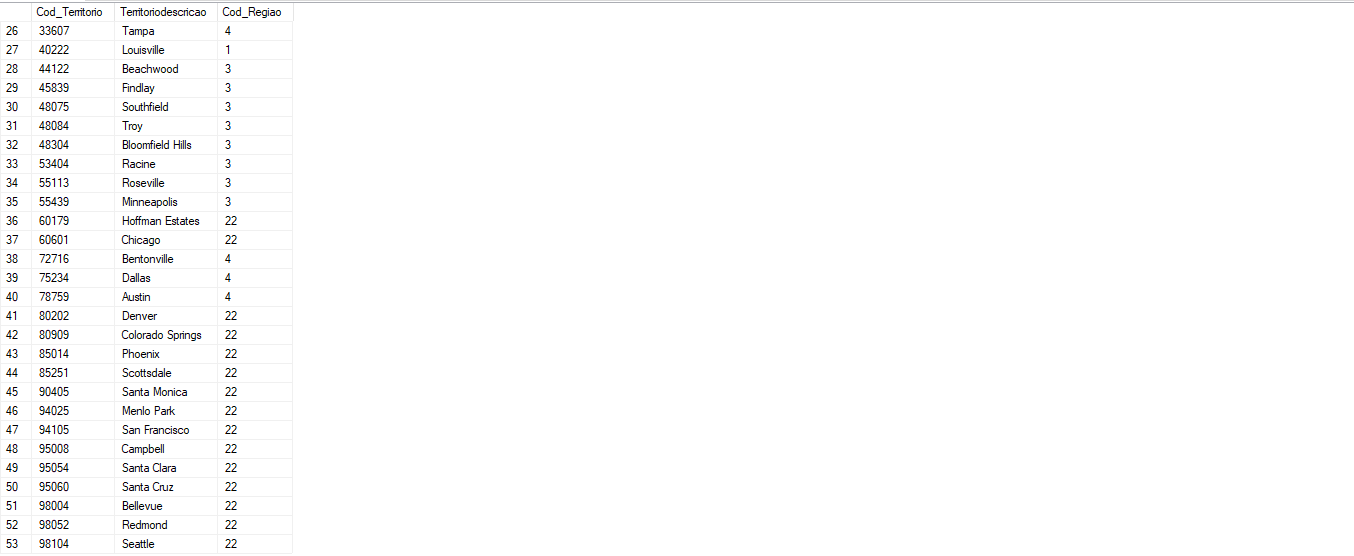 Cod_Territorio Territoriodescricao Cod_Regiao
26 33607 Tampa 4
27 40222 Louisville 1
28 44122 Beachwood 3
29 45839 Findlay 3
30 48075 Southfield 3
31 48084 Troy 3
32 48304 Bloomfield Hills 3
33 53404 Racine 3
34 55113 Roseville 3
35 55439 Minneapolis 3
36 60179 Hoffman Estates 22
37 60601 Chicago 22
38 72716 Bentonville 4
39 75234 Dallas 4
40 78759 Austin 4
41 80202 Denver 22
42 80909 Colorado Springs 22
43 85014 Phoenix 22
44 85251 Scottsdale 22
45 90405 Santa Monica 22
46 94025 Menlo Park 22
47 94105 San Francisco 22
48 95008 Campbell 22
49 95054 Santa Clara 22
50 95060 Santa Cruz 22
51 98004 Bellevue 22
52 98052 Redmond 22
53 98104 Seattle 22